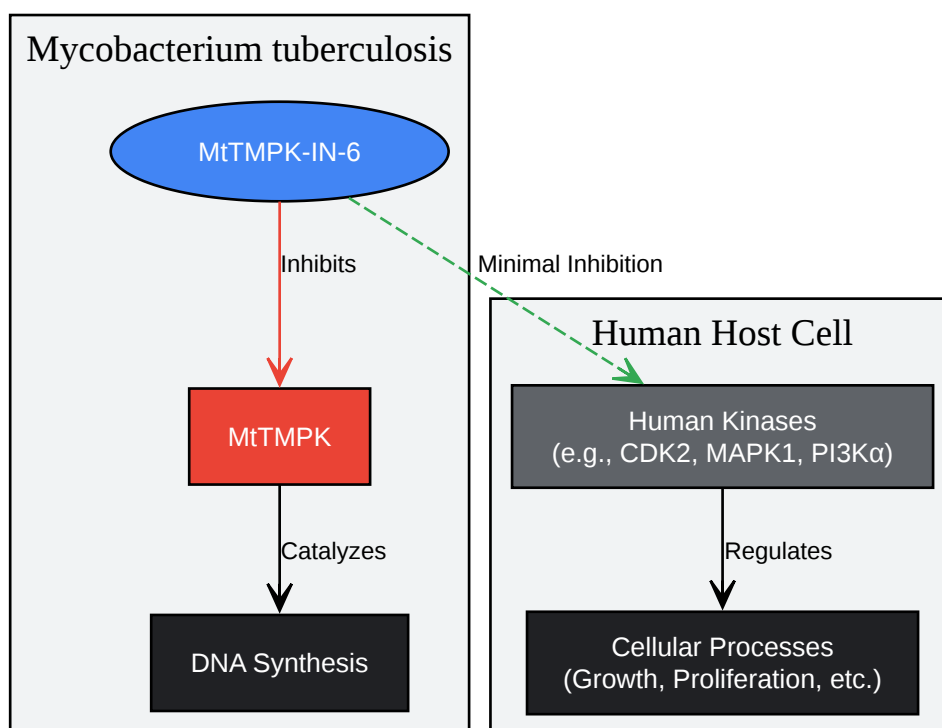 Mycobacterium tuberculosis
MtTMPK-IN-6
Inhibits
Minimal Inhibition
Human Host Cell
MtTMPK
Human Kinases
(e.g., CDK2, MAPK1, PI3Kα)
Catalyzes
Regulates
DNA Synthesis
Cellular Processes
(Growth, Proliferation, etc.)